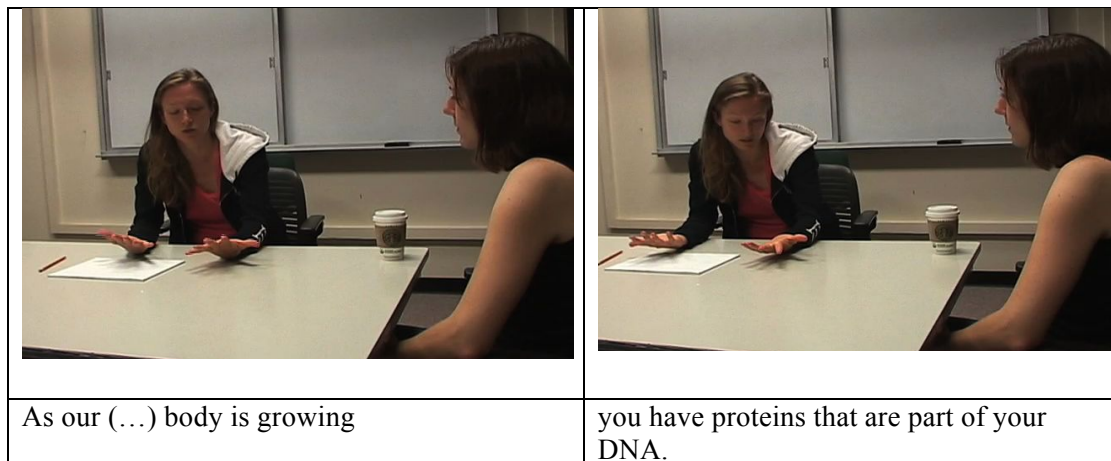 As our (…) body is growing
you have proteins that are part of your
DNA.